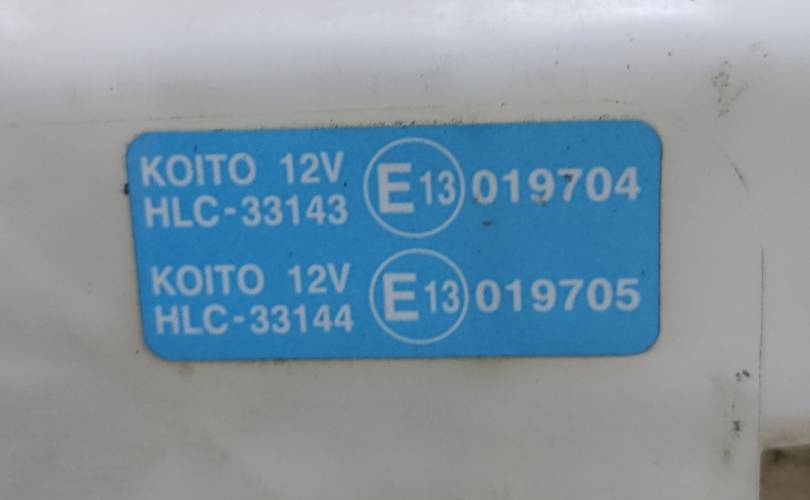 KOITO 12V E13 019704
HLC-33143
KOITO 12V E13 019705
HLC-33144